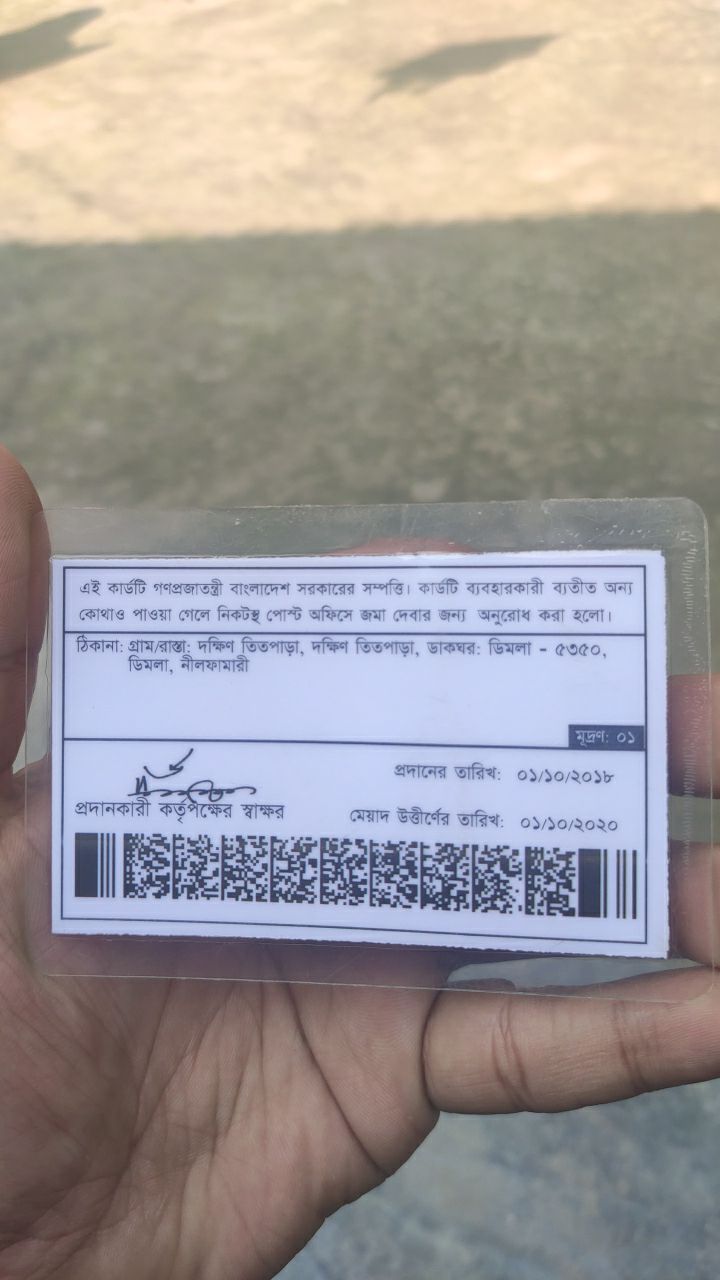 এই কার্ডটি গণপ্রজাতন্ত্রী বাংলাদেশ সরকারের সম্পত্তি। কার্ডটি ব্যবহারকারী ব্যতীত অন্য
কোথাও পাওয়া গেলে নিকটস্থ পোস্ট অফিসে জমা দেবার জন্য অনুরোধ করা হলো।
ঠিকানা: গ্রাম/রাস্তা: দক্ষিণ তিতপাড়া, দক্ষিণ তিতপাড়া, ডাকঘর: ডিমলা - ৫৩৫০,
ডিমলা, নীলফামারী
মূদ্রণ: ০১
প্রদানকারী কর্তৃপক্ষের স্বাক্ষর
প্রদানের তারিখ: ০১/১০/২০১৮
মেয়াদ উত্তীর্ণের তারিখ: ০১/১০/২০২০